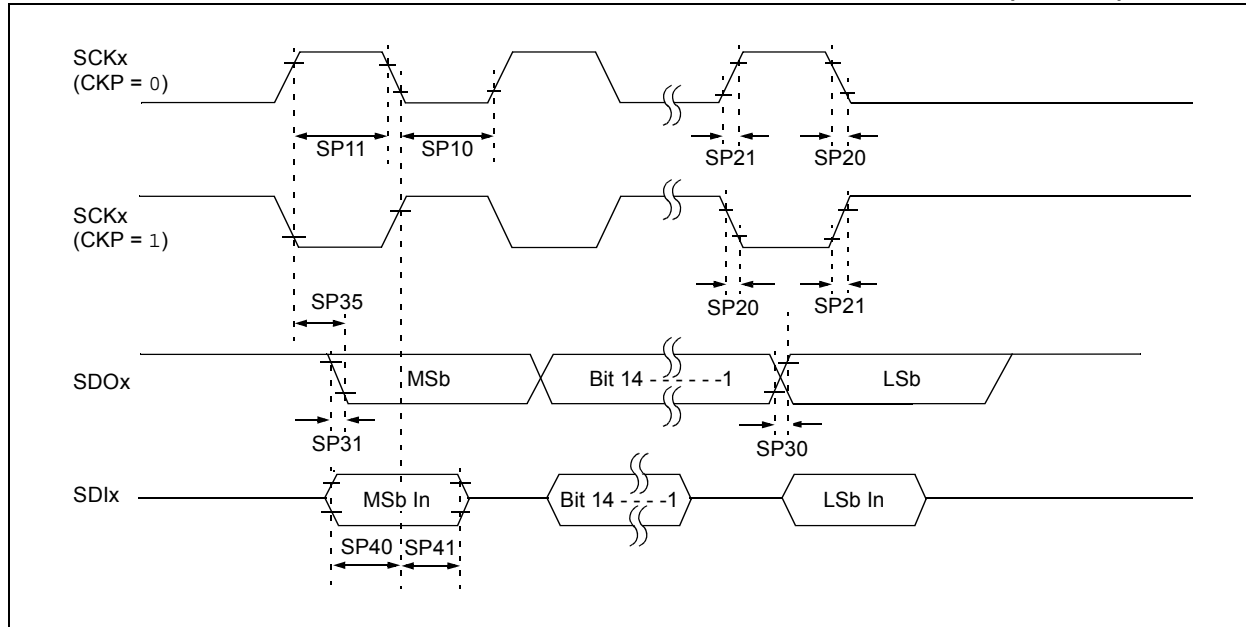 SCKx
(CKP = 0)
SP11
SP10
SP21
SP20
SCKx
(CKP = 1)
SP35
SP20
SP21
SDOx
MSb
Bit 14 - - - - - - -1
LSb
SP31
SP30
SDIx
MSb In
Bit 14 - - - - -1
LSb In
SP40
SP41